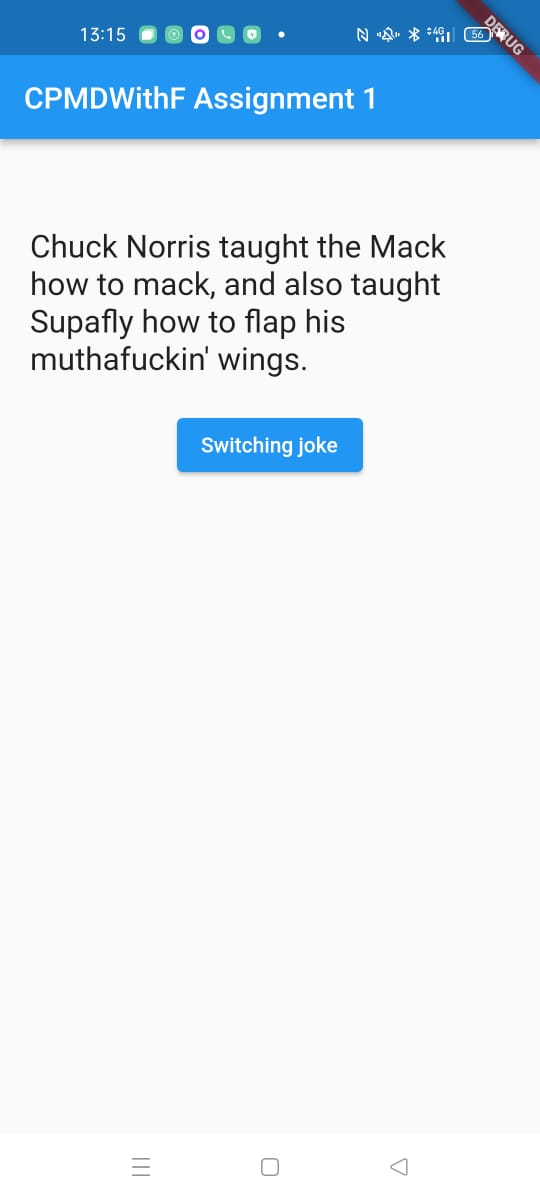 13:15
4G
56
DEBUG
CPMDWithF Assignment 1
Chuck Norris taught the Mack
how to mack, and also taught
Supafly how to flap his
muthafuckin' wings.
Switching joke